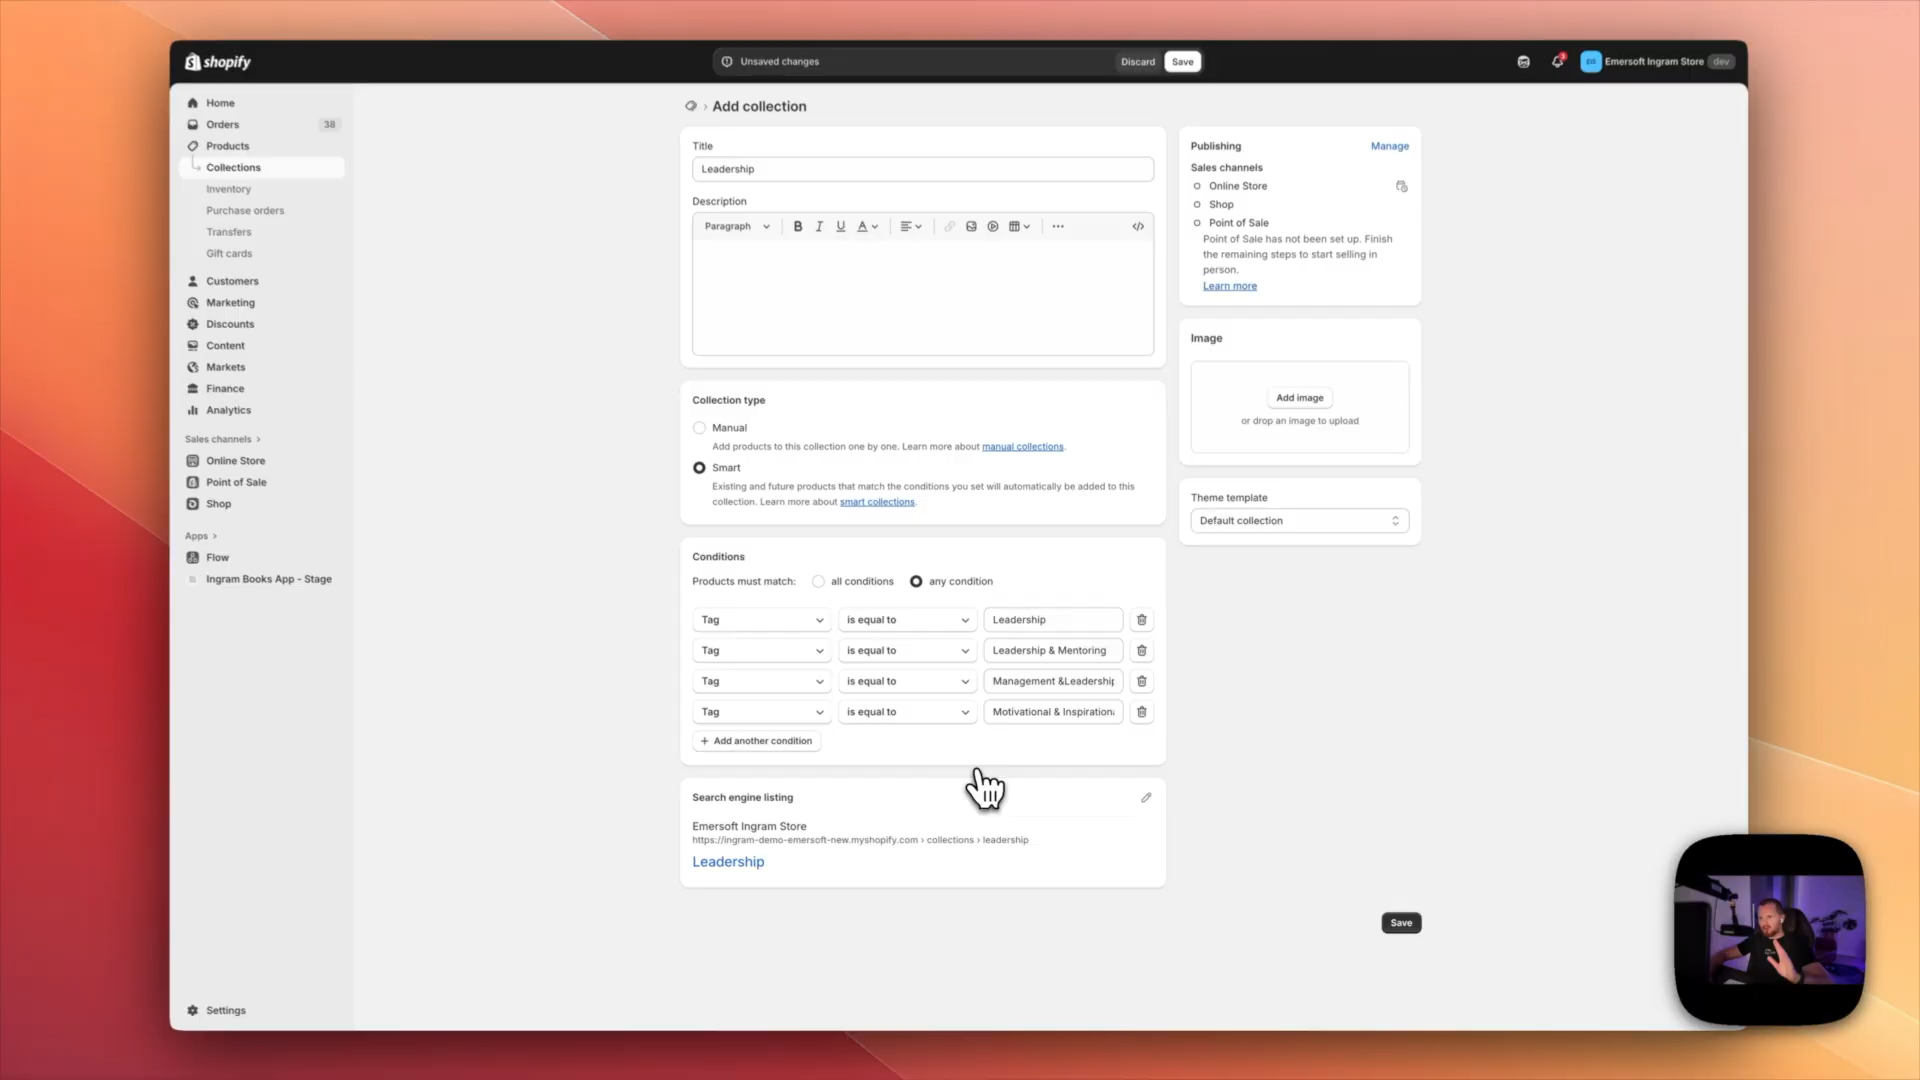 shopify
Unsaved changes
Discard
Save
Emersoft Ingram Store
dev
Home
Orders
38
Products
Collections
Inventory
Purchase orders
Transfers
Gift cards
Customers
Marketing
Discounts
Content
Markets
Finance
Analytics
Sales channels
Online Store
Point of Sale
Shop
Apps
Flow
Ingram Books App - Stage
Settings
Add collection
Title
Leadership
Description
Paragraph
Collection type
Manual
Add products to this collection one by one. Learn more about manual collections.
Smart
Existing and future products that match the conditions you set will automatically be added to this
collection. Learn more about smart collections.
Conditions
Products must match: all conditions any condition
Tag is equal to Leadership
Tag is equal to Leadership & Mentoring
Tag is equal to Management &Leadership
Tag is equal to Motivational & Inspirationa
+ Add another condition
Search engine listing
Emersoft Ingram Store
https://ingram-demo-emersoft-new.myshopify.com › collections › leadership
Leadership
Publishing
Manage
Sales channels
Online Store
Shop
Point of Sale
Point of Sale has not been set up. Finish
the remaining steps to start selling in
person.
Learn more
Image
Add image
or drop an image to upload
Theme template
Default collection
Save